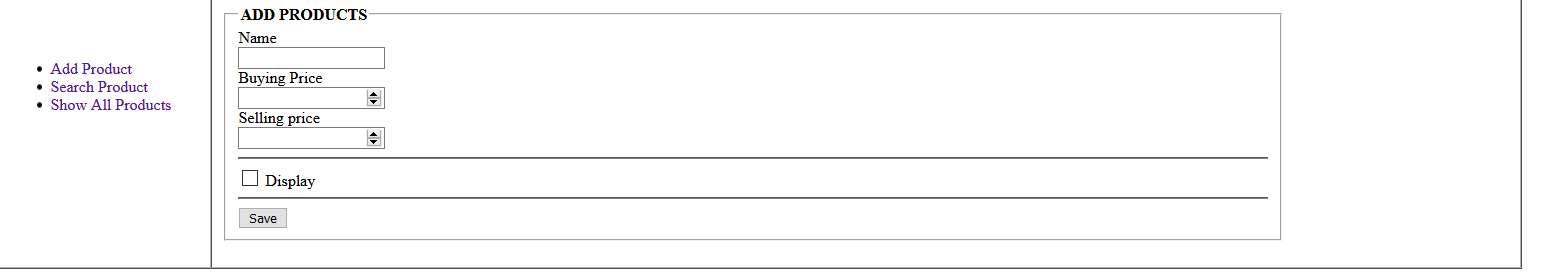 Add Product
Search Product
Show All Products
ADD PRODUCTS
Name
Buying Price
Selling price
Display
Save